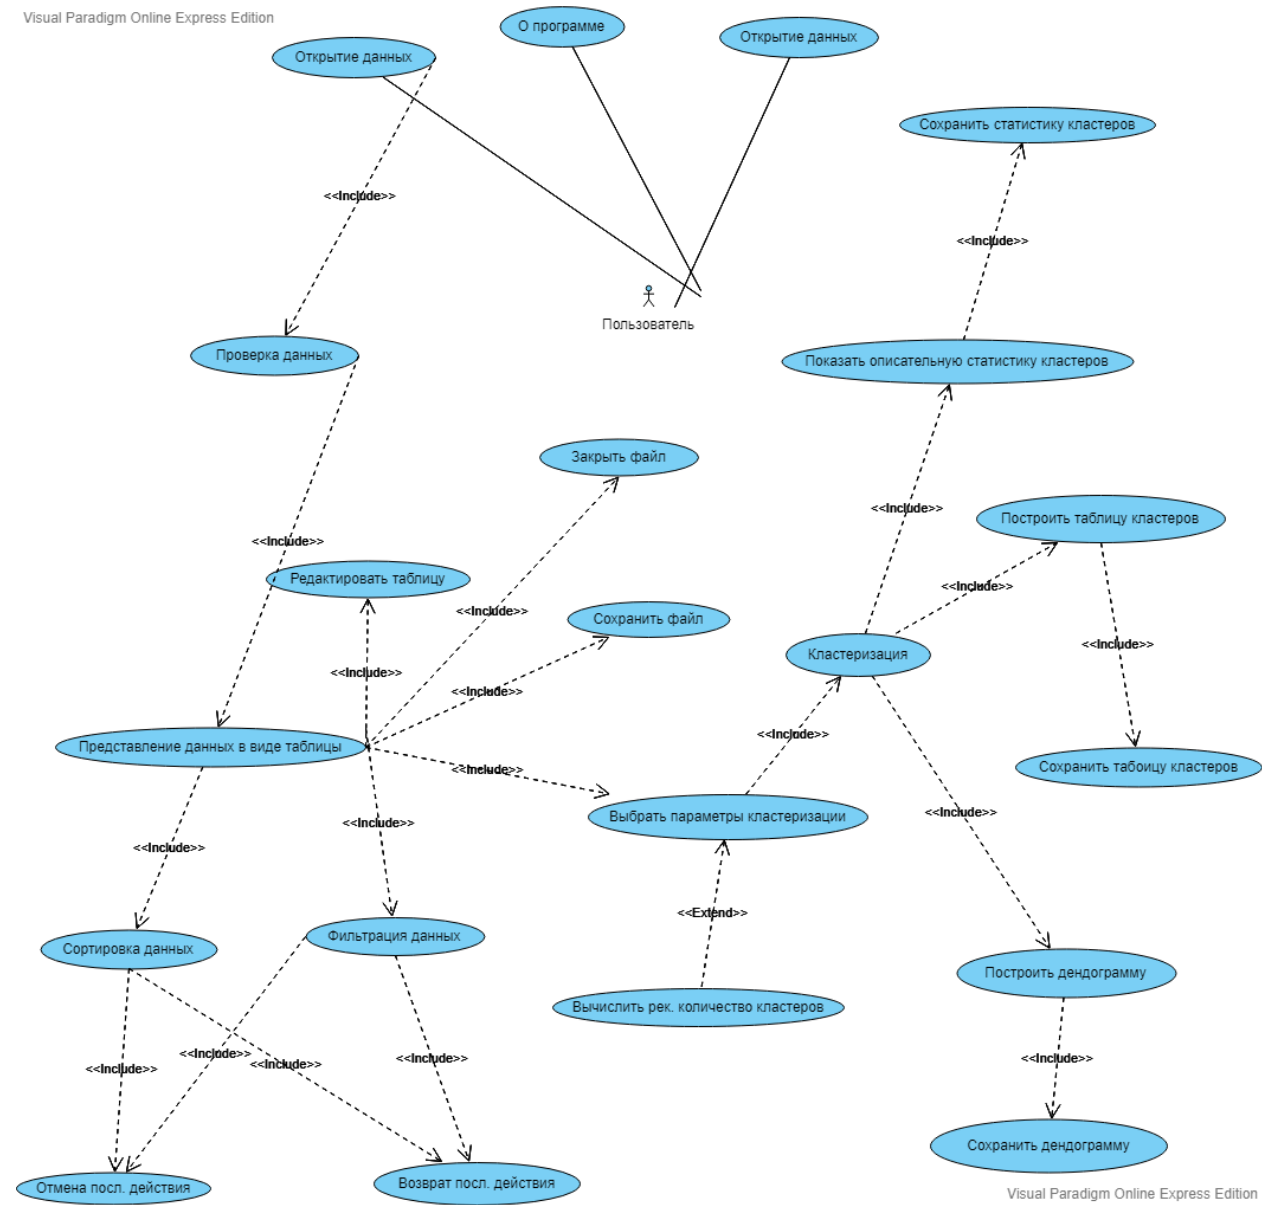 Visual Paradigm Online Express Edition
О программе
Открытие данных
Открытие данных
Сохранить статистику кластеров
<<Include>>
<<Include>>
Пользователь
Проверка данных
Показать описательную статистику кластеров
Закрыть файл
<<Include>>
Построить таблицу кластеров
<<Include>>
Редактировать таблицу
<<Include>>
<<Include>>
Сохранить файл
<<Include>>
Кластеризация
<<Include>>
<<Include>>
<<Include>>
Представление данных в виде таблицы
Сохранить табоицу кластеров
<<Include>>
<<Include>>
Выбрать параметры кластеризации
<<Include>>
<<Include>>
<<Include>>
<<Extend>>
Сортировка данных
Фильтрация данных
Построить дендограмму
Вычислить рек. количество кластеров
<<Include>>
<<Include>>
<<Include>>
<<Include>>
<<Include>>
Сохранить дендограмму
Отмена посл. действия
Возврат посл. действия
Visual Paradigm Online Express Edition